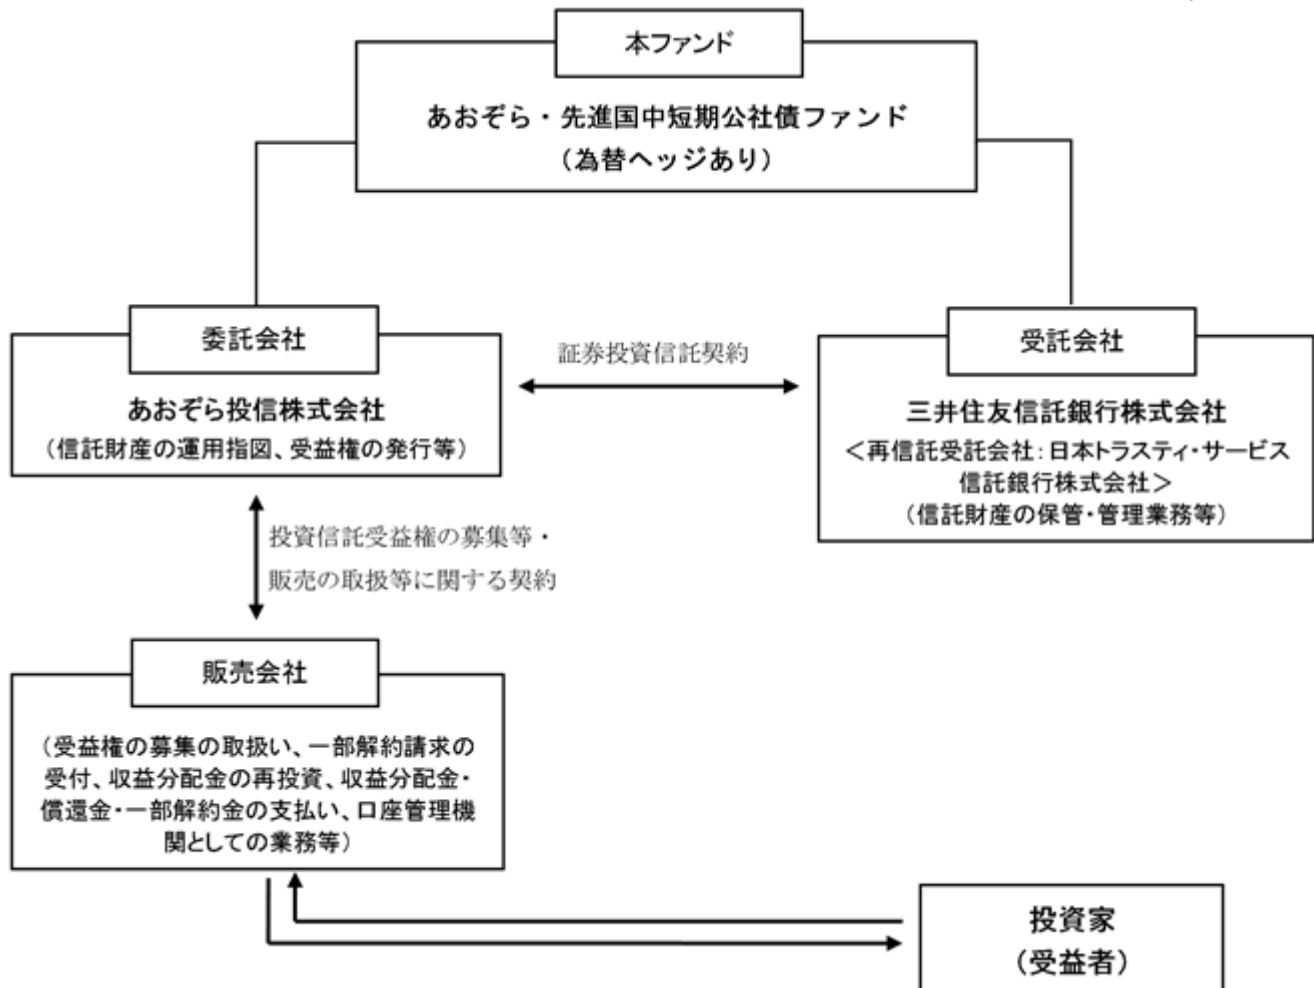 本ファンド
あおぞら・先進国中短期公社債ファンド
（為替ヘッジあり）
委託会社
あおぞら投信株式会社
（信託財産の運用指図、受益権の発行等）
証券投資信託契約
受託会社
三井住友信託銀行株式会社
＜再信託受託会社：日本トラスティ・サービス
信託銀行株式会社＞
（信託財産の保管・管理業務等）
投資信託受益権の募集等・
販売の取扱等に関する契約
販売会社
（受益権の募集の取扱い、一部解約請求の
受付、収益分配金の再投資、収益分配金・
償還金・一部解約金の支払い、口座管理機
関としての業務等）
投資家
（受益者）